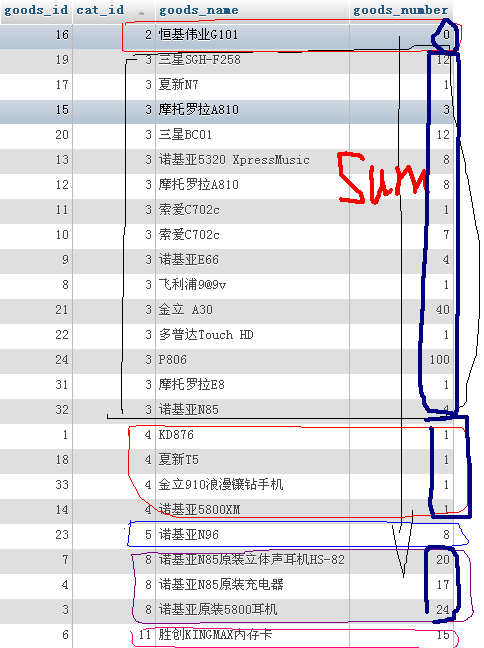 goods_id cat_id goods_name goods_number
16 2 恒基伟业G101 0
19 3 三星SGH-F258 12
17 3 夏新N7 1
15 3 摩托罗拉A810 3
20 3 三星BC01 12
13 3 诺基亚5320 XpressMusic 8
Sum
12 3 摩托罗拉A810 8
11 3 索爱C702c 1
10 3 索爱C702c 7
9 3 诺基亚E66 4
8 3 飞利浦9@9v 1
21 3 金立 A30 40
22 3 多普达Touch HD 1
24 3 P806 100
31 3 摩托罗拉E8 1
32 3 诺基亚N85 4
1 4 KD876 1
18 4 夏新T5 1
33 4 金立910浪漫镶钻手机 1
14 4 诺基亚5800XM 1
23 5 诺基亚N96 8
7 8 诺基亚N85原装立体声耳机HS-82 20
4 8 诺基亚N85原装充电器 17
3 8 诺基亚原装5800耳机 24
6 11 胜创KINGMAX内存卡 15